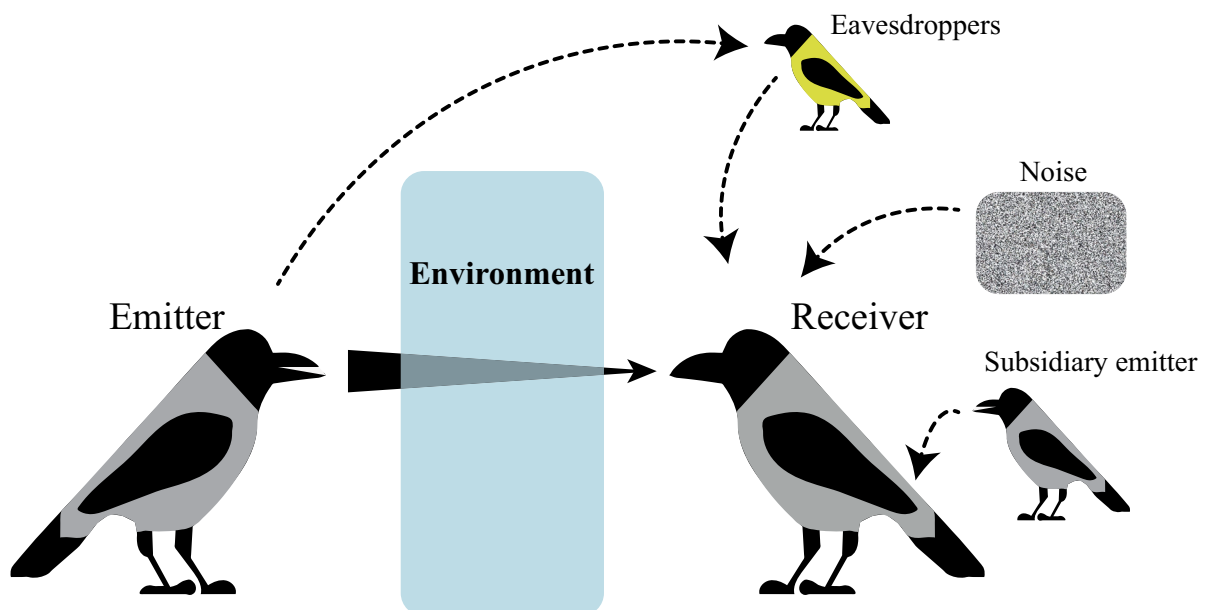 Eavesdroppers
Noise
Environment
Emitter
Receiver
Subsidiary emitter